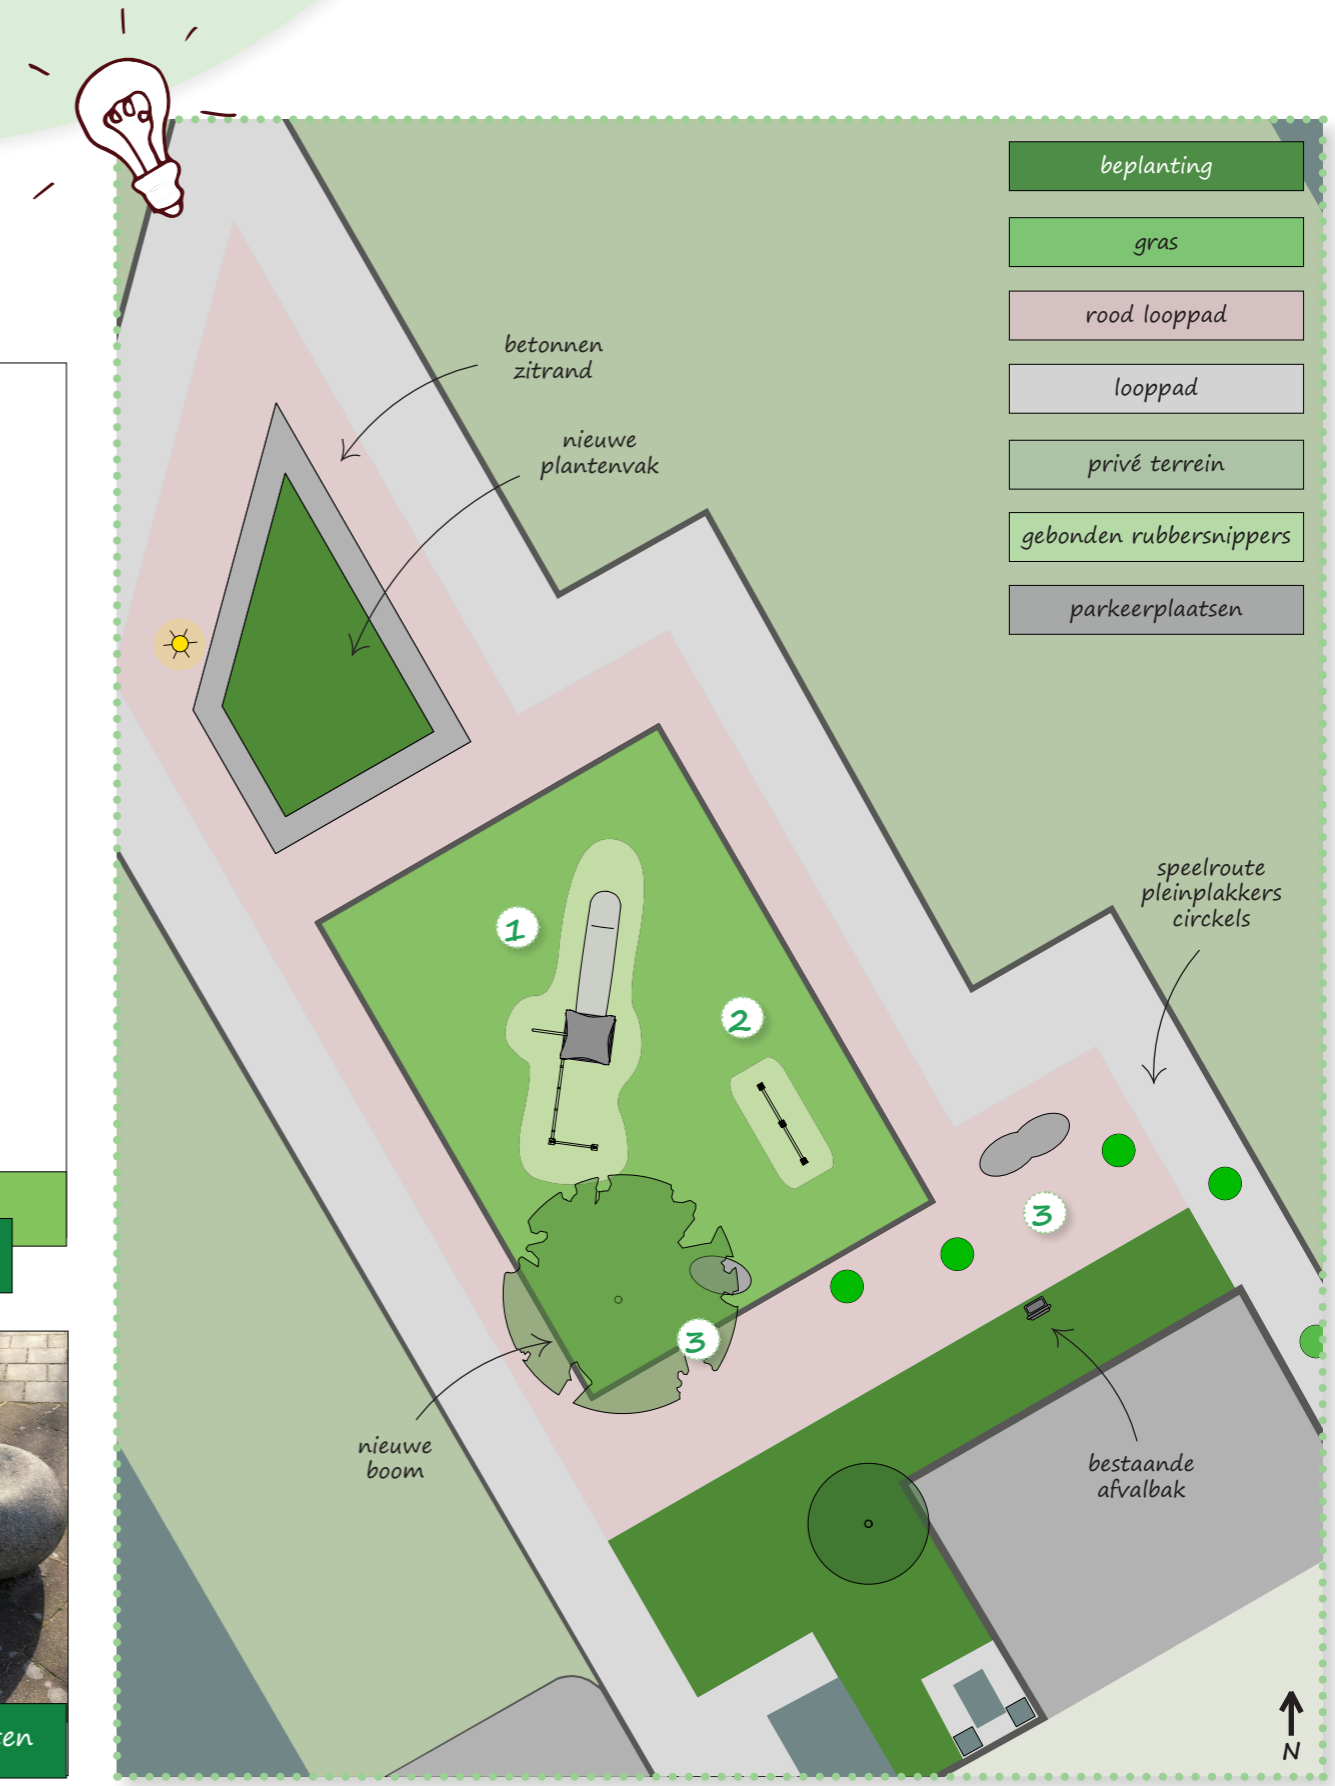 beplanting
gras
rood looppad
looppad
privé terrein
gebonden rubbersnippers
parkeerplaatsen
betonnen
zitrand
nieuwe
plantenvak
speelroute
pleinplakkers
circkels
1
2
3
3
nieuwe
boom
bestaande
afvalbak
N